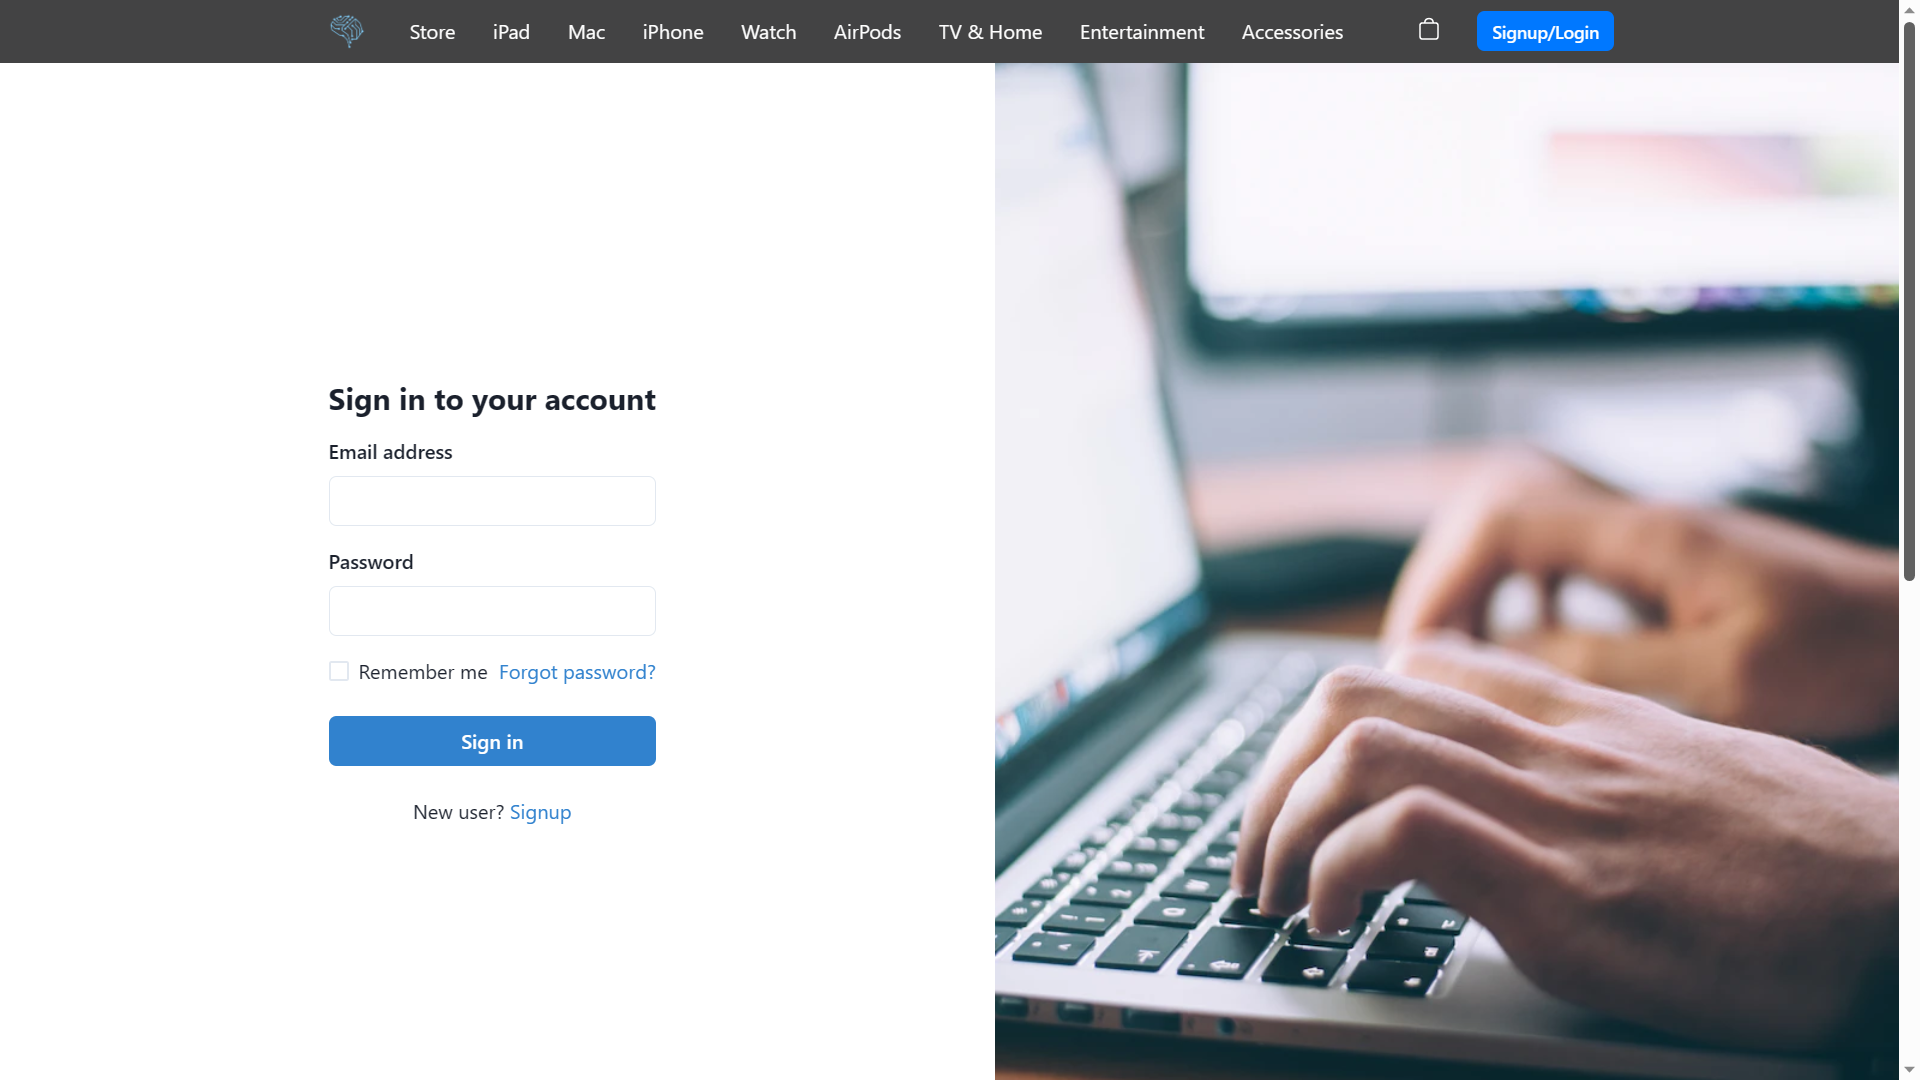 Store iPad Mac iPhone Watch AirPods TV & Home Entertainment Accessories Signup/Login
Sign in to your account
Email address
Password
Remember me Forgot password?
Sign in
New user? Signup